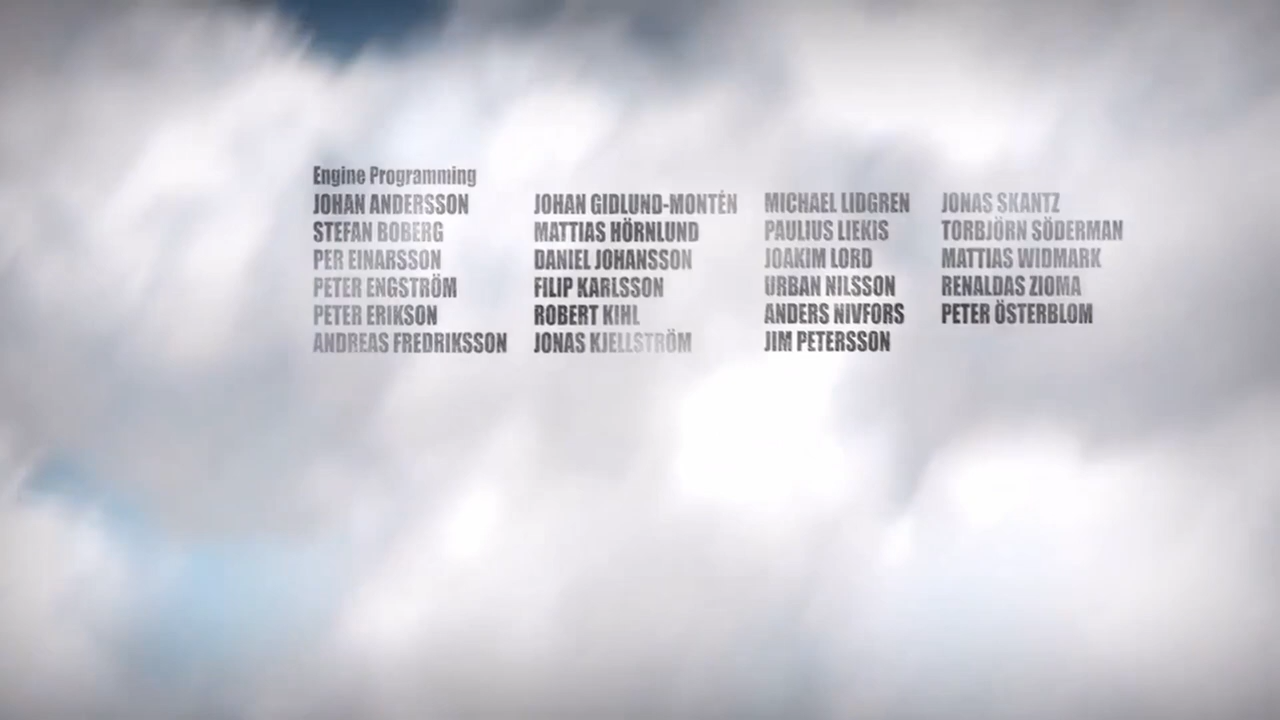 Engine Programming
JOHAN ANDERSSON
STEFAN BOBERG
PER EINARSSON
PETER ENGSTRÖM
PETER ERIKSON
ANDREAS FREDRIKSSON
JOHAN GIDLUND-MONTÉN
MATTIAS HÖRNLUND
DANIEL JOHANSSON
FILIP KARLSSON
ROBERT KIHL
JONAS KJELLSTRÖM
MICHAEL LIDGREN
PAULIUS LIEKIS
JOAKIM LORD
URBAN NILSSON
ANDERS NIVFORS
JIM PETERSSON
JONAS SKANTZ
TORBJÖRN SÖDERMAN
MATTIAS WIDMARK
RENALDAS ZIOMA
PETER ÖSTERBLOM